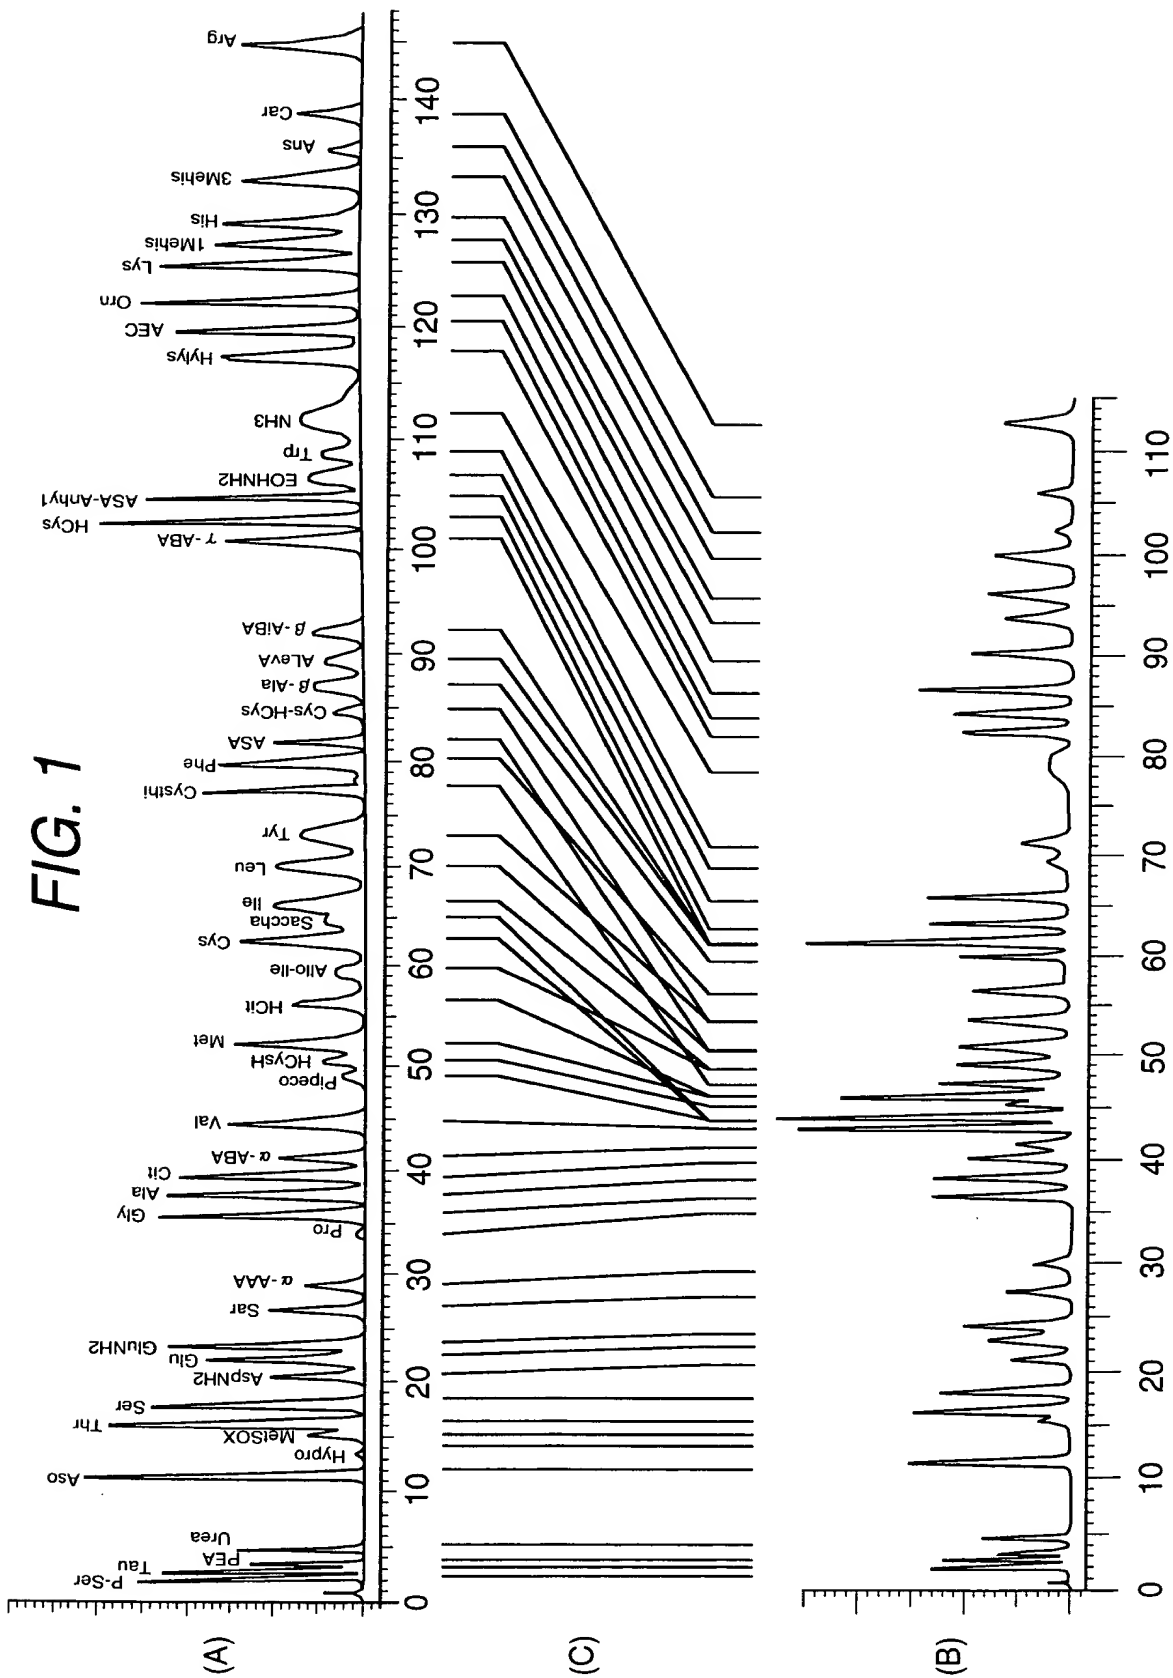 FIG. 1
(A)
P-Ser
Tau
PEA
Urea
Aso
Hypro
MetSOX
Thr
Ser
AspNH2
Glu
GluNH2
Sar
α-AAA
Pro
Gly
Ala
Cit
α-ABA
Val
Pipeco
HCysH
Met
HCit
Allo-Ile
Cys
Saccha
Ile
Leu
Tyr
Cysthi
Phe
ASA
Cys-HCys
β-Ala
ALevA
β-AiBA
γ-ABA
HCys
ASA-Anhy1
EOHNH2
Trp
NH3
Hylys
AEC
Orn
Lys
1Mehis
His
3Mehis
Ans
Car
Arg
0 10 20 30 40 50 60 70 80 90 100 110 120 130 140
(C)
(B)
0 10 20 30 40 50 60 70 80 90 100 110